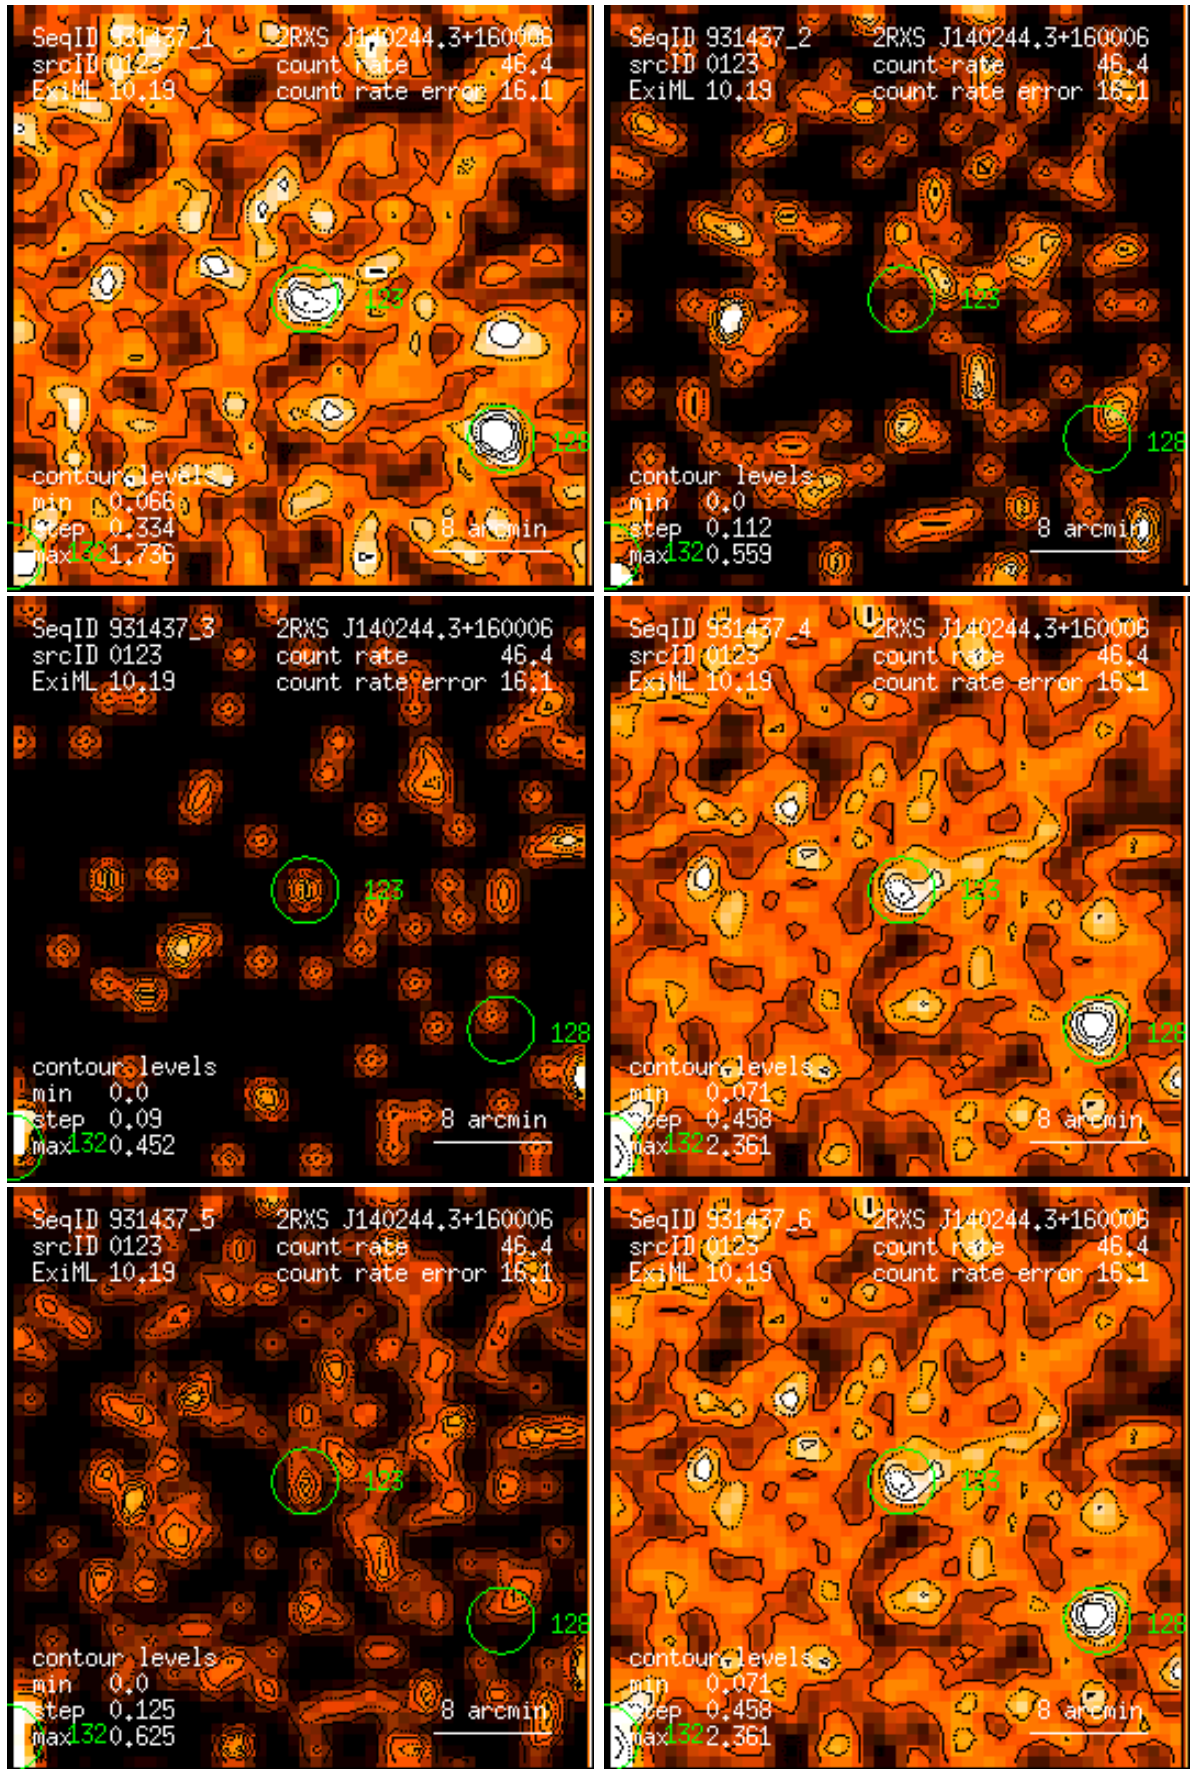 SeqID 931437_1 2RXS J140244.3+160006
srcID 0123 count rate 46.4
ExiML 10.19 count rate error 16.1
123
128
contour levels
min 0.066
step 0.334 8 arcmin
max 132 1.736
SeqID 931437_2 2RXS J140244.3+160006
srcID 0123 count rate 46.4
ExiML 10.19 count rate error 16.1
123
128
contour levels
min 0.0
step 0.112 8 arcmin
max 132 0.559
SeqID 931437_3 2RXS J140244.3+160006
srcID 0123 count rate 46.4
ExiML 10.19 count rate error 16.1
123
128
contour levels
min 0.0
step 0.09 8 arcmin
max 132 0.452
SeqID 931437_4 2RXS J140244.3+160006
srcID 0123 count rate 46.4
ExiML 10.19 count rate error 16.1
123
128
contour levels
min 0.071
step 0.458 8 arcmin
max 132 2.361
SeqID 931437_5 2RXS J140244.3+160006
srcID 0123 count rate 46.4
ExiML 10.19 count rate error 16.1
123
128
contour levels
min 0.0
step 0.125 8 arcmin
max 132 0.625
SeqID 931437_6 2RXS J140244.3+160006
srcID 0123 count rate 46.4
ExiML 10.19 count rate error 16.1
123
128
contour levels
min 0.071
step 0.458 8 arcmin
max 132 2.361